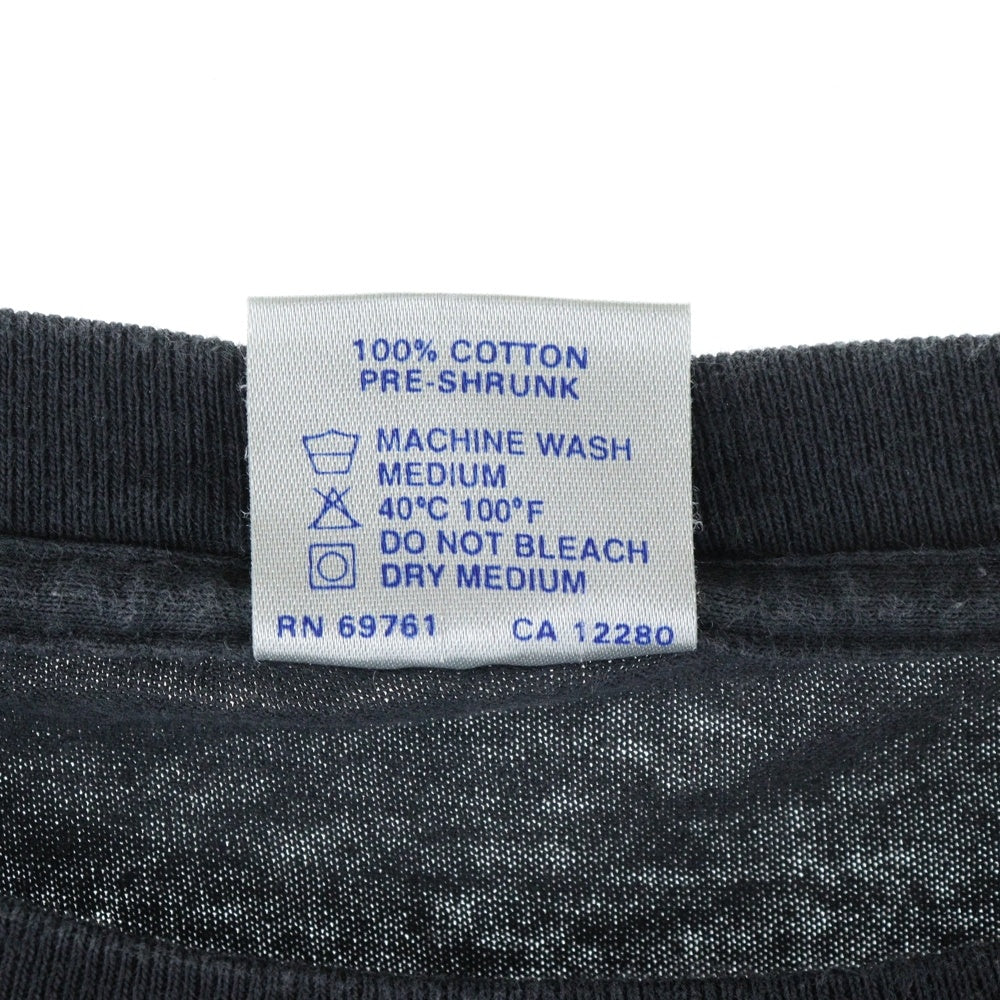 100% COTTON
PRE-SHRUNK
MACHINE WASH
MEDIUM
40°C 100°F
DO NOT BLEACH
DRY MEDIUM
RN 69761 CA 12280